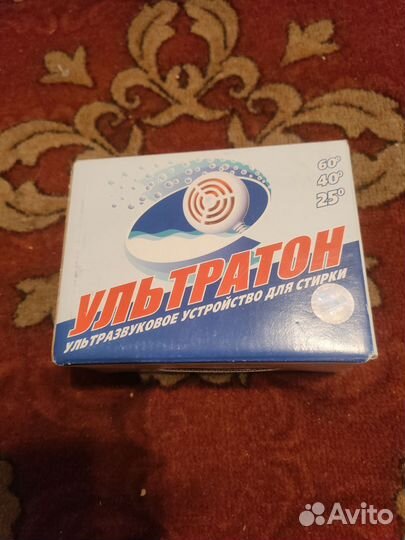 60°
40°
25°
УЛЬТРАТОН
УЛЬТРАЗВУКОВОЕ УСТРОЙСТВО ДЛЯ СТИРКИ
Avito